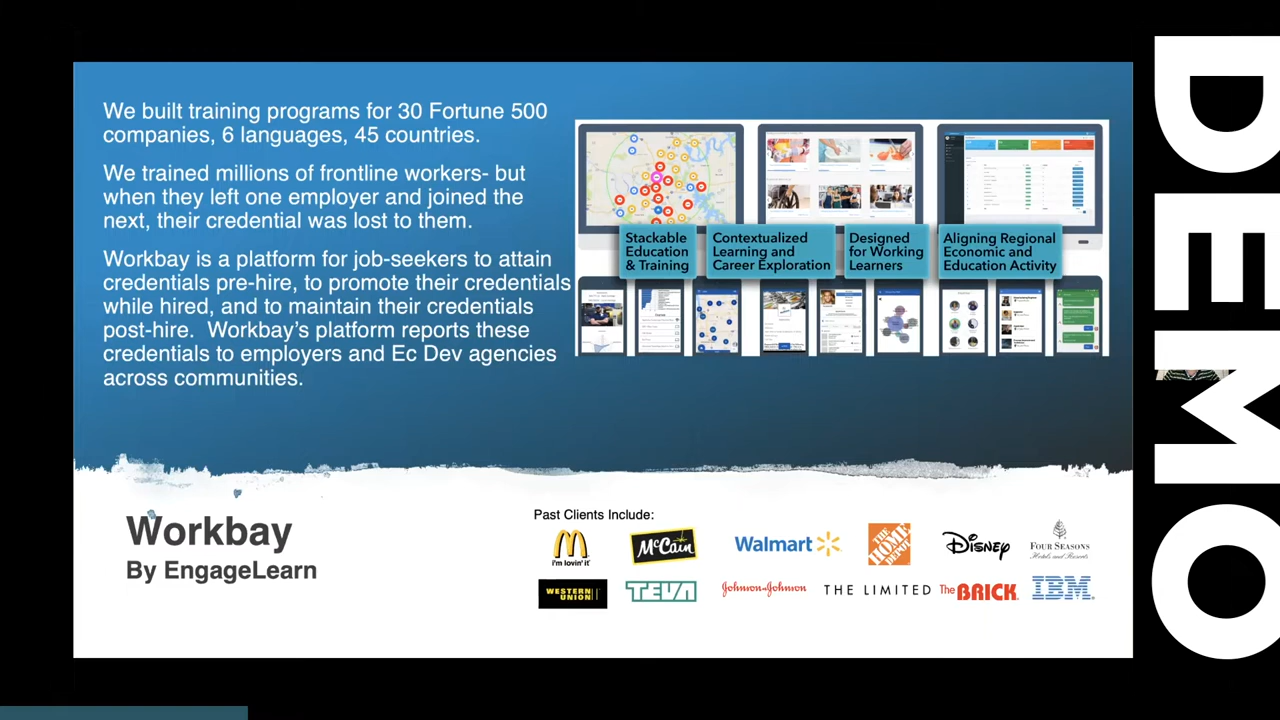 We built training programs for 30 Fortune 500
companies, 6 languages, 45 countries.
We trained millions of frontline workers- but
when they left one employer and joined the
next, their credential was lost to them.
Workbay is a platform for job-seekers to attain
credentials pre-hire, to promote their credentials
while hired, and to maintain their credentials
post-hire. Workbay's platform reports these
credentials to employers and Ec Dev agencies
across communities.
Stackable
Education
& Training
Contextualized
Learning and
Career Exploration
Designed
for Working
Learners
Aligning Regional
Economic and
Education Activity
Workbay
By EngageLearn
Past Clients Include:
i'm lovin' it
McCain
Walmart
THE HOME DEPOT
Disney
FOUR SEASONS
Hotels and Resorts
WESTERN UNION
TEVA
Johnson & Johnson
THE LIMITED
The BRICK
IBM
DEMO